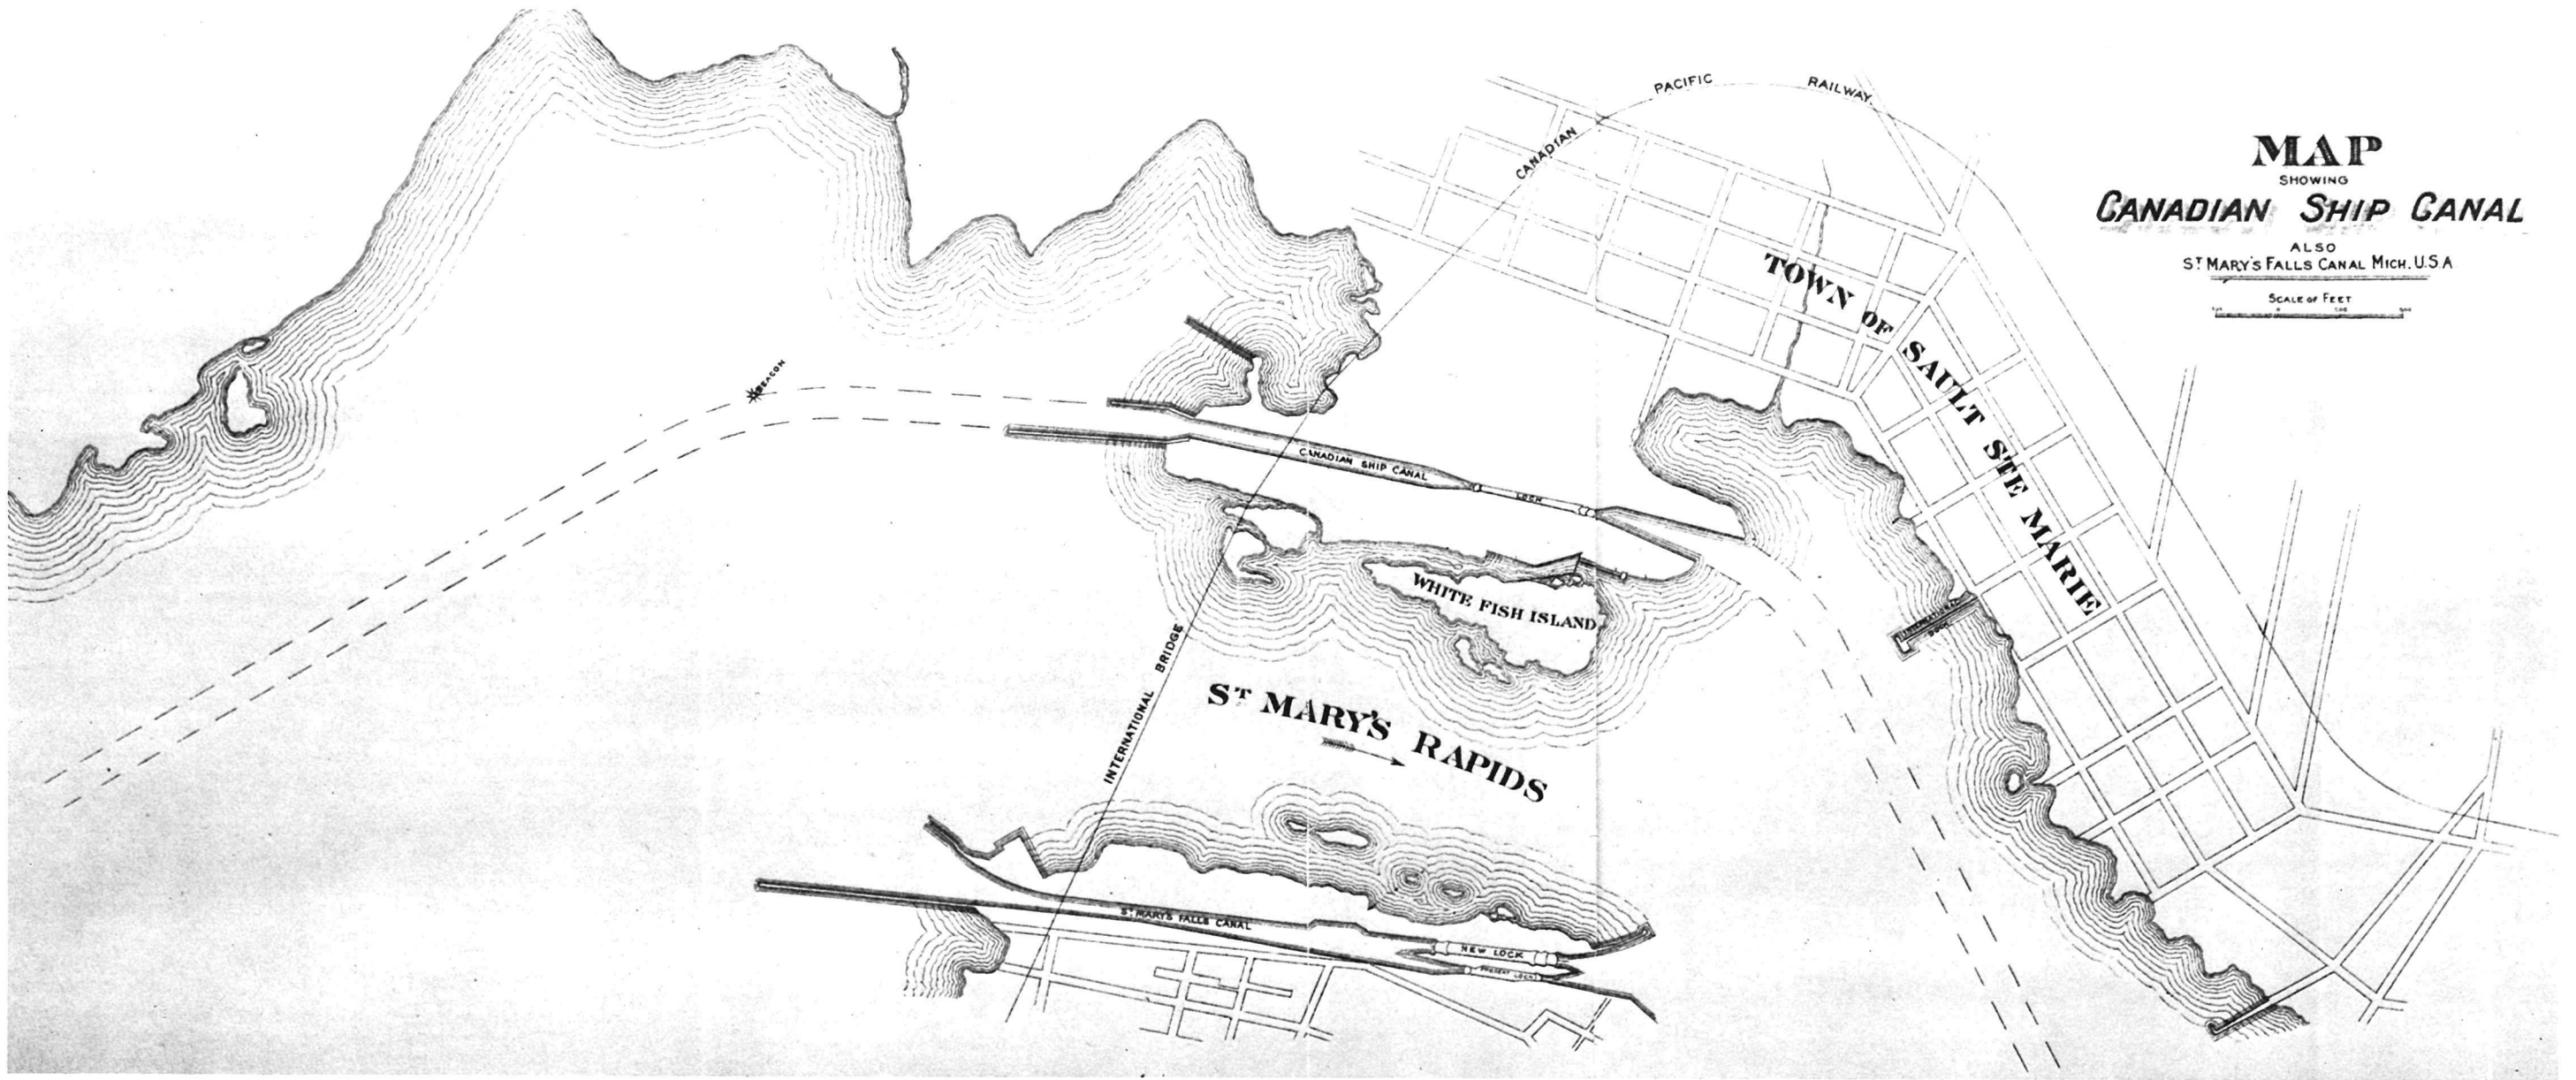 MAP
SHOWING
CANADIAN SHIP CANAL
ALSO
ST MARY'S FALLS CANAL MICH. U.S.A
SCALE OF FEET
CANADIAN PACIFIC RAILWAY
TOWN OF SAULT STE MARIE
BEACON
CANADIAN SHIP CANAL
LOCK
WHITE FISH ISLAND
INTERNATIONAL BRIDGE
ST MARY'S RAPIDS
ST MARY'S FALLS CANAL
NEW LOCK
PRESENT LOCK